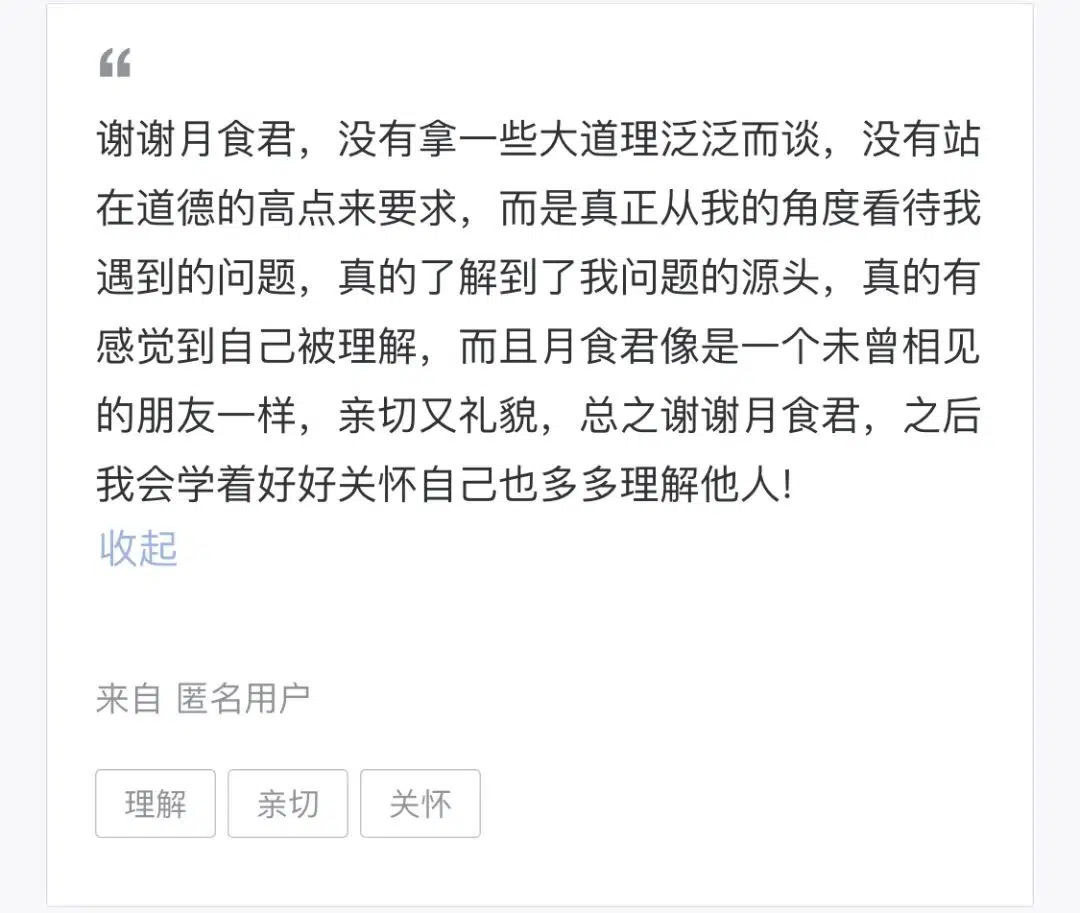 “
谢谢月食君，没有拿一些大道理泛泛而谈，没有站
在道德的高点来要求，而是真正从我的角度看待我
遇到的问题，真的了解到了我问题的源头，真的有
感觉到自己被理解，而且月食君像是一个未曾相见
的朋友一样，亲切又礼貌，总之谢谢月食君，之后
我会学着好好关怀自己也多多理解他人!
收起
来自 匿名用户
理解 亲切 关怀